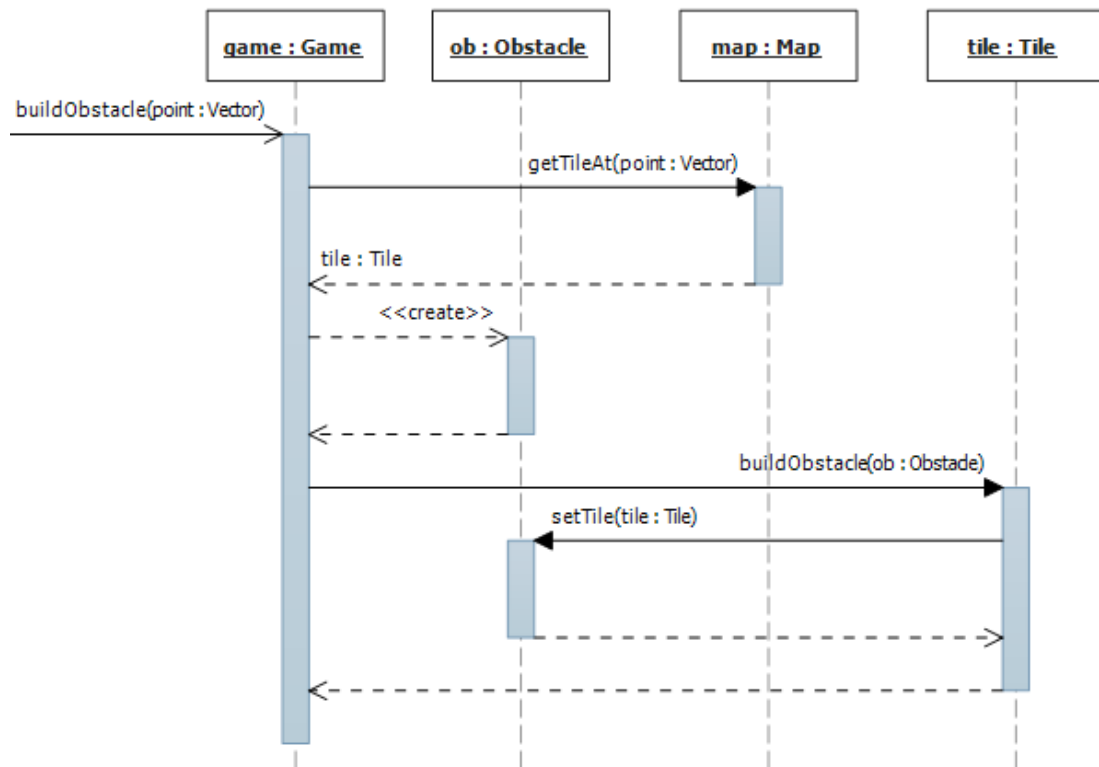 game : Game
ob : Obstacle
map : Map
tile : Tile
buildObstacle(point : Vector)
getTileAt(point : Vector)
tile : Tile
<<create>>
buildObstacle(ob : Obstacle)
setTile(tile : Tile)